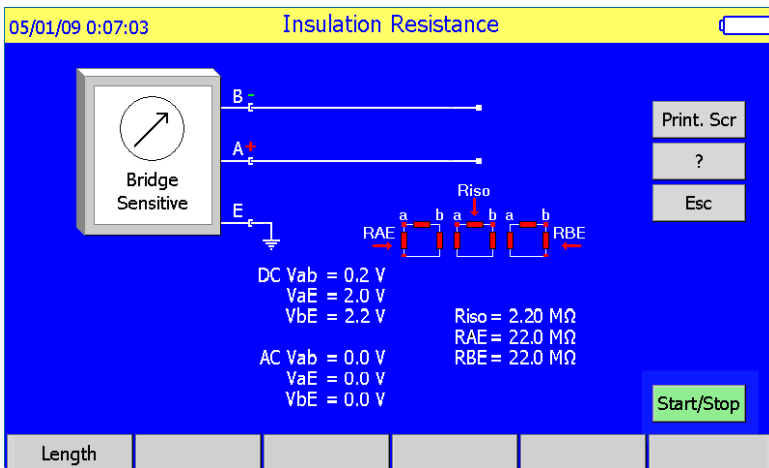 05/01/09 0:07:03 Insulation Resistance
B -
A +
Bridge
Sensitive
E
Print. Scr
?
Esc
Riso
a b a b a b
RAE RBE
DC Vab = 0.2 V
VaE = 2.0 V
VbE = 2.2 V
AC Vab = 0.0 V
VaE = 0.0 V
VbE = 0.0 V
Riso = 2.20 MΩ
RAE = 22.0 MΩ
RBE = 22.0 MΩ
Start/Stop
Length